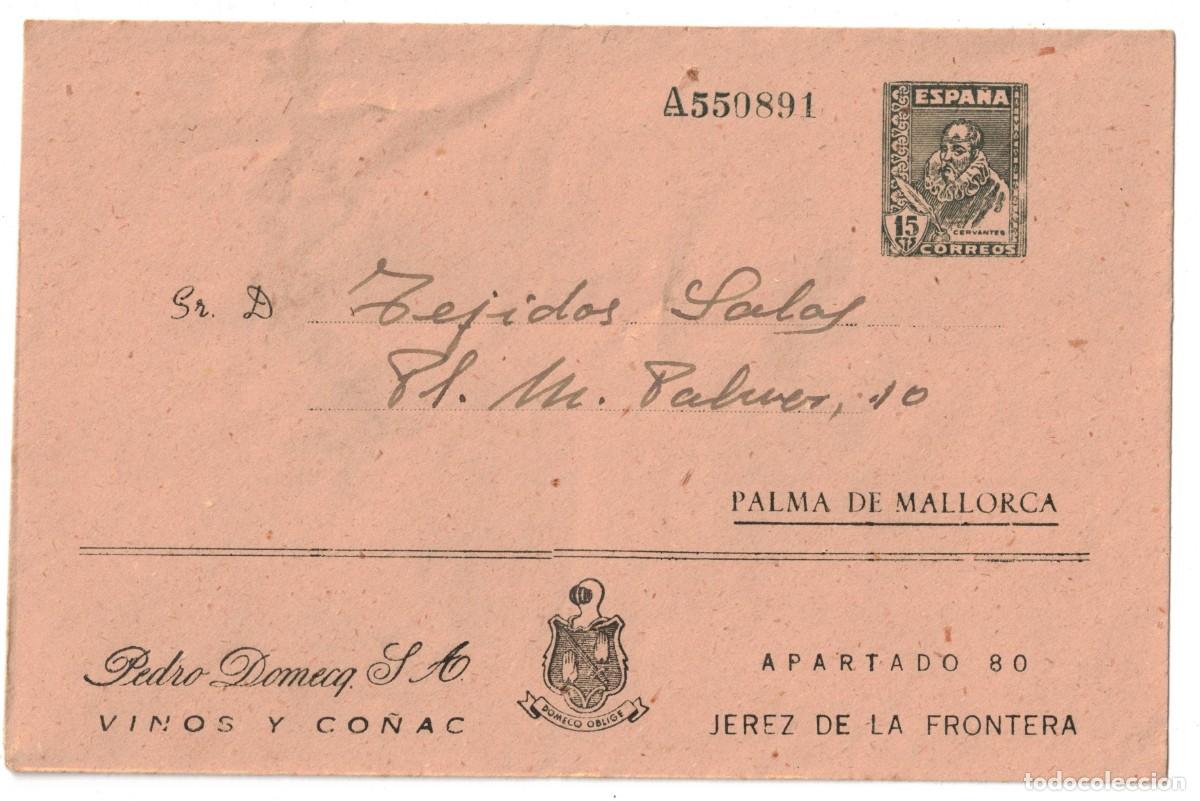 A550891
ESPAÑA
15
CERVANTES
CORREOS
Sr. D Tejidos Salas
Pl. M. Palmer, 10
PALMA DE MALLORCA
Pedro Domecq. S A
VINOS Y COÑAC
DOMECQ OBLIGE
APARTADO 80
JEREZ DE LA FRONTERA
todocoleccion